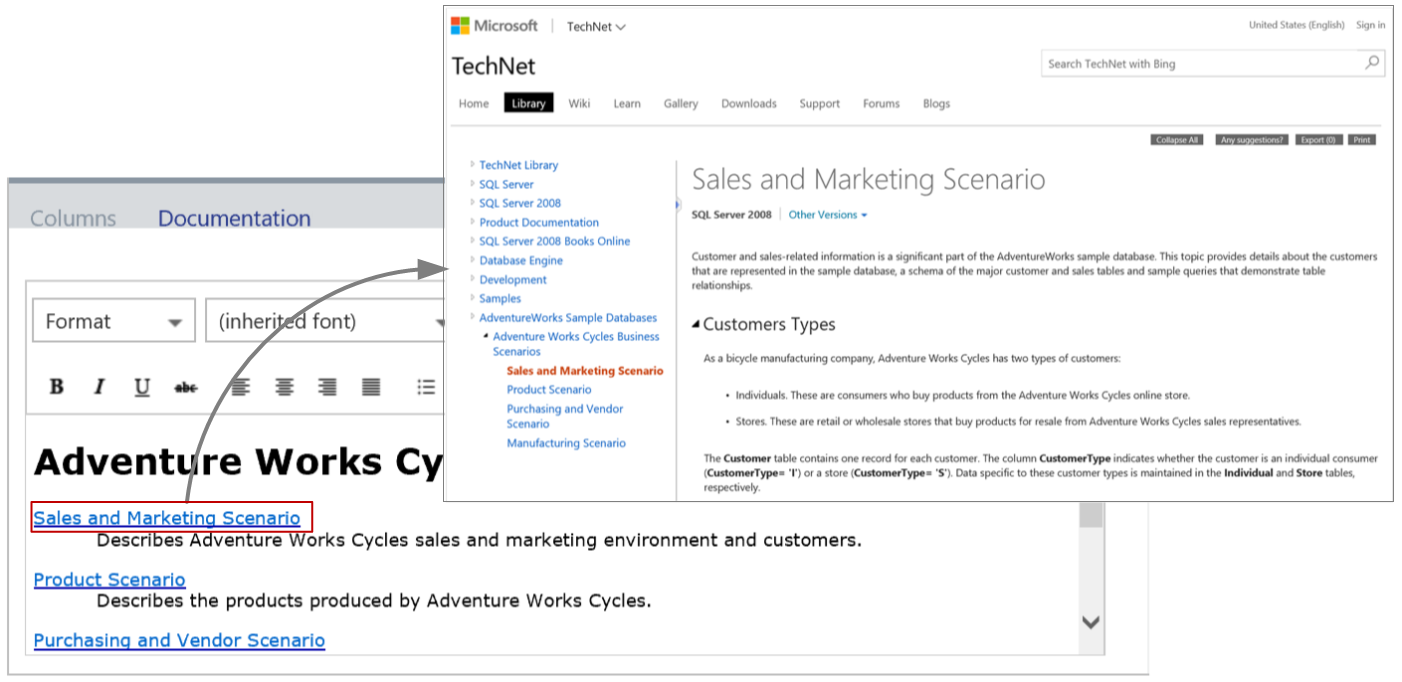 Microsoft TechNet United States (English) Sign in
TechNet
Search TechNet with Bing
Home Library Wiki Learn Gallery Downloads Support Forums Blogs
Collapse All Any suggestions? Export (0) Print
TechNet Library
SQL Server
SQL Server 2008
Product Documentation
SQL Server 2008 Books Online
Database Engine
Development
Samples
AdventureWorks Sample Databases
Adventure Works Cycles Business
Scenarios
Sales and Marketing Scenario
Product Scenario
Purchasing and Vendor
Scenario
Manufacturing Scenario
Sales and Marketing Scenario
SQL Server 2008 Other Versions
Customer and sales-related information is a significant part of the AdventureWorks sample database. This topic provides details about the customers
that are represented in the sample database, a schema of the major customer and sales tables and sample queries that demonstrate table
relationships.
Customers Types
As a bicycle manufacturing company, Adventure Works Cycles has two types of customers:
• Individuals. These are consumers who buy products from the Adventure Works Cycles online store.
• Stores. These are retail or wholesale stores that buy products for resale from Adventure Works Cycles sales representatives.
The Customer table contains one record for each customer. The column CustomerType indicates whether the customer is an individual consumer
(CustomerType= 'I') or a store (CustomerType= 'S'). Data specific to these customer types is maintained in the Individual and Store tables,
respectively.
Columns Documentation
Format (inherited font)
B I U abc
Adventure Works Cy
Sales and Marketing Scenario
Describes Adventure Works Cycles sales and marketing environment and customers.
Product Scenario
Describes the products produced by Adventure Works Cycles.
Purchasing and Vendor Scenario